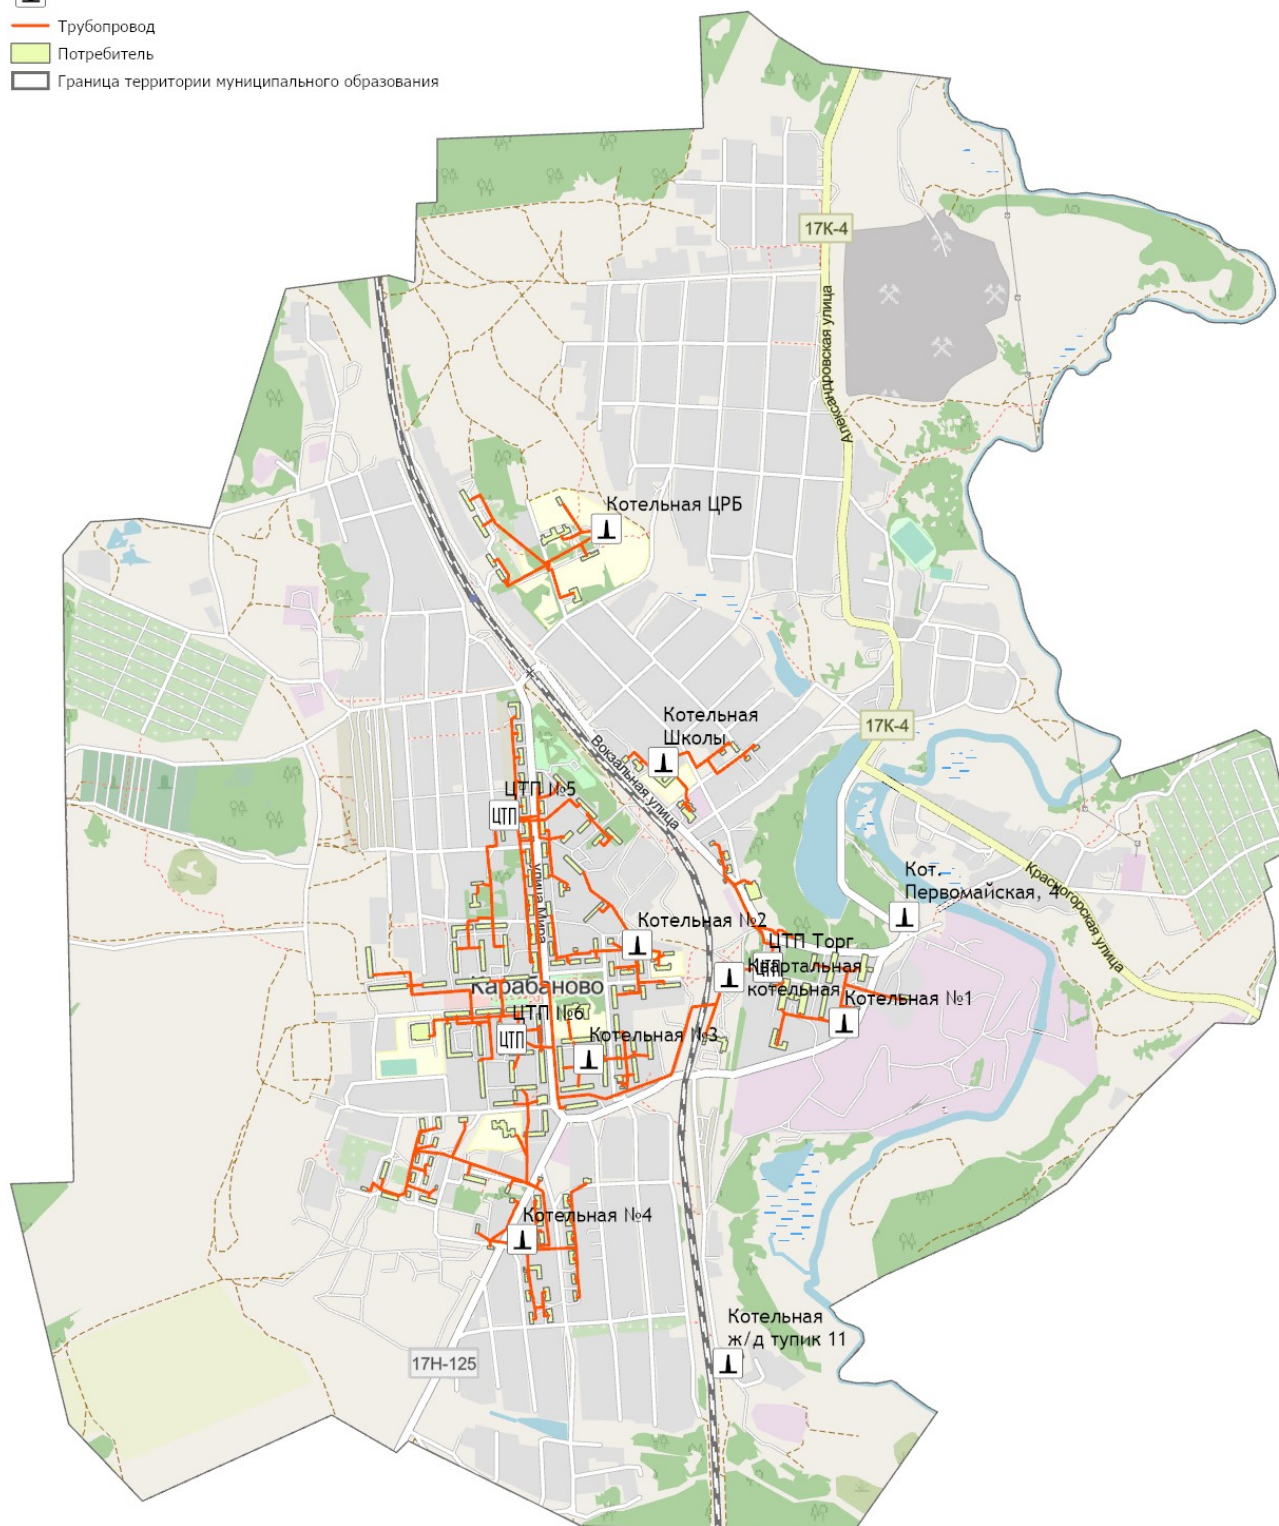 Трубопровод
Потребитель
Граница территории муниципального образования
17К-4
Александровская улица
Котельная ЦРБ
Котельная
Школы
17К-4
Вокзальная улица
ЦТП №5
ЦТП
улица Мира
Кот.
Первомайская, 4
Красногорская улица
Котельная №2
ЦТП Торг
ЦТП
Квартальная
котельная
Карабаново
Котельная №1
ЦТП №6
ЦТП
Котельная №3
Котельная №4
Котельная
ж/д тупик 11
17Н-125